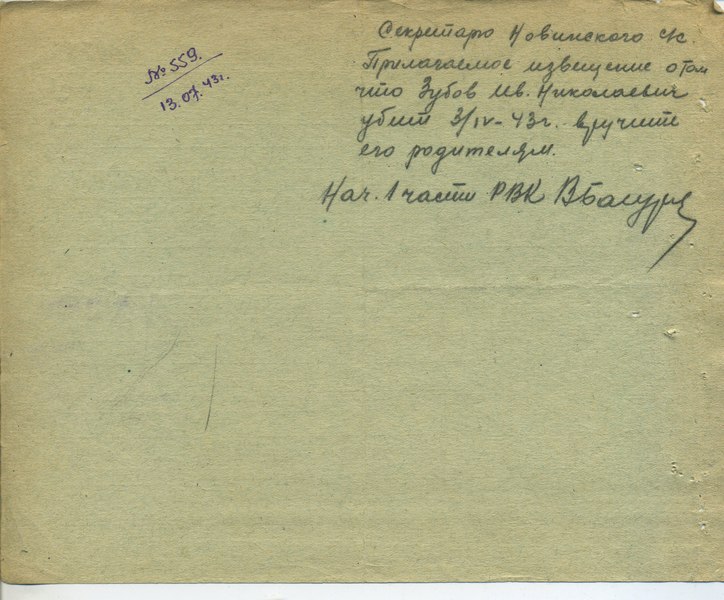 № 559.
13.07.43г.
Секретарю Новинского с/с.
Прилагаемое извещение о том
что Зубов Ив. Николаевич
убит 3/IV-43г. вручите
его родителям.
Нач. 1 части РВК